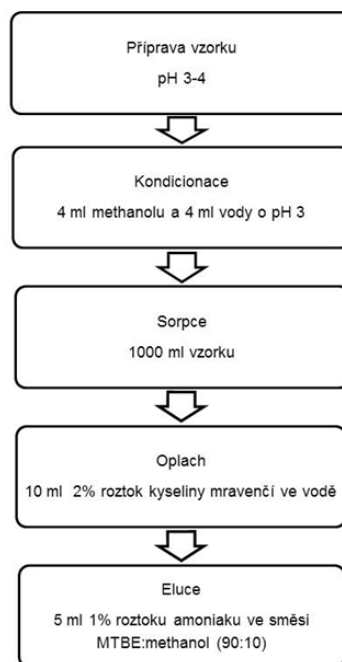 Příprava vzorku
pH 3-4
Kondicionace
4 ml methanolu a 4 ml vody o pH 3
Sorpce
1000 ml vzorku
Oplach
10 ml 2% roztok kyseliny mravenčí ve vodě
Eluce
5 ml 1% roztoku amoniaku ve směsi
MTBE:methanol (90:10)